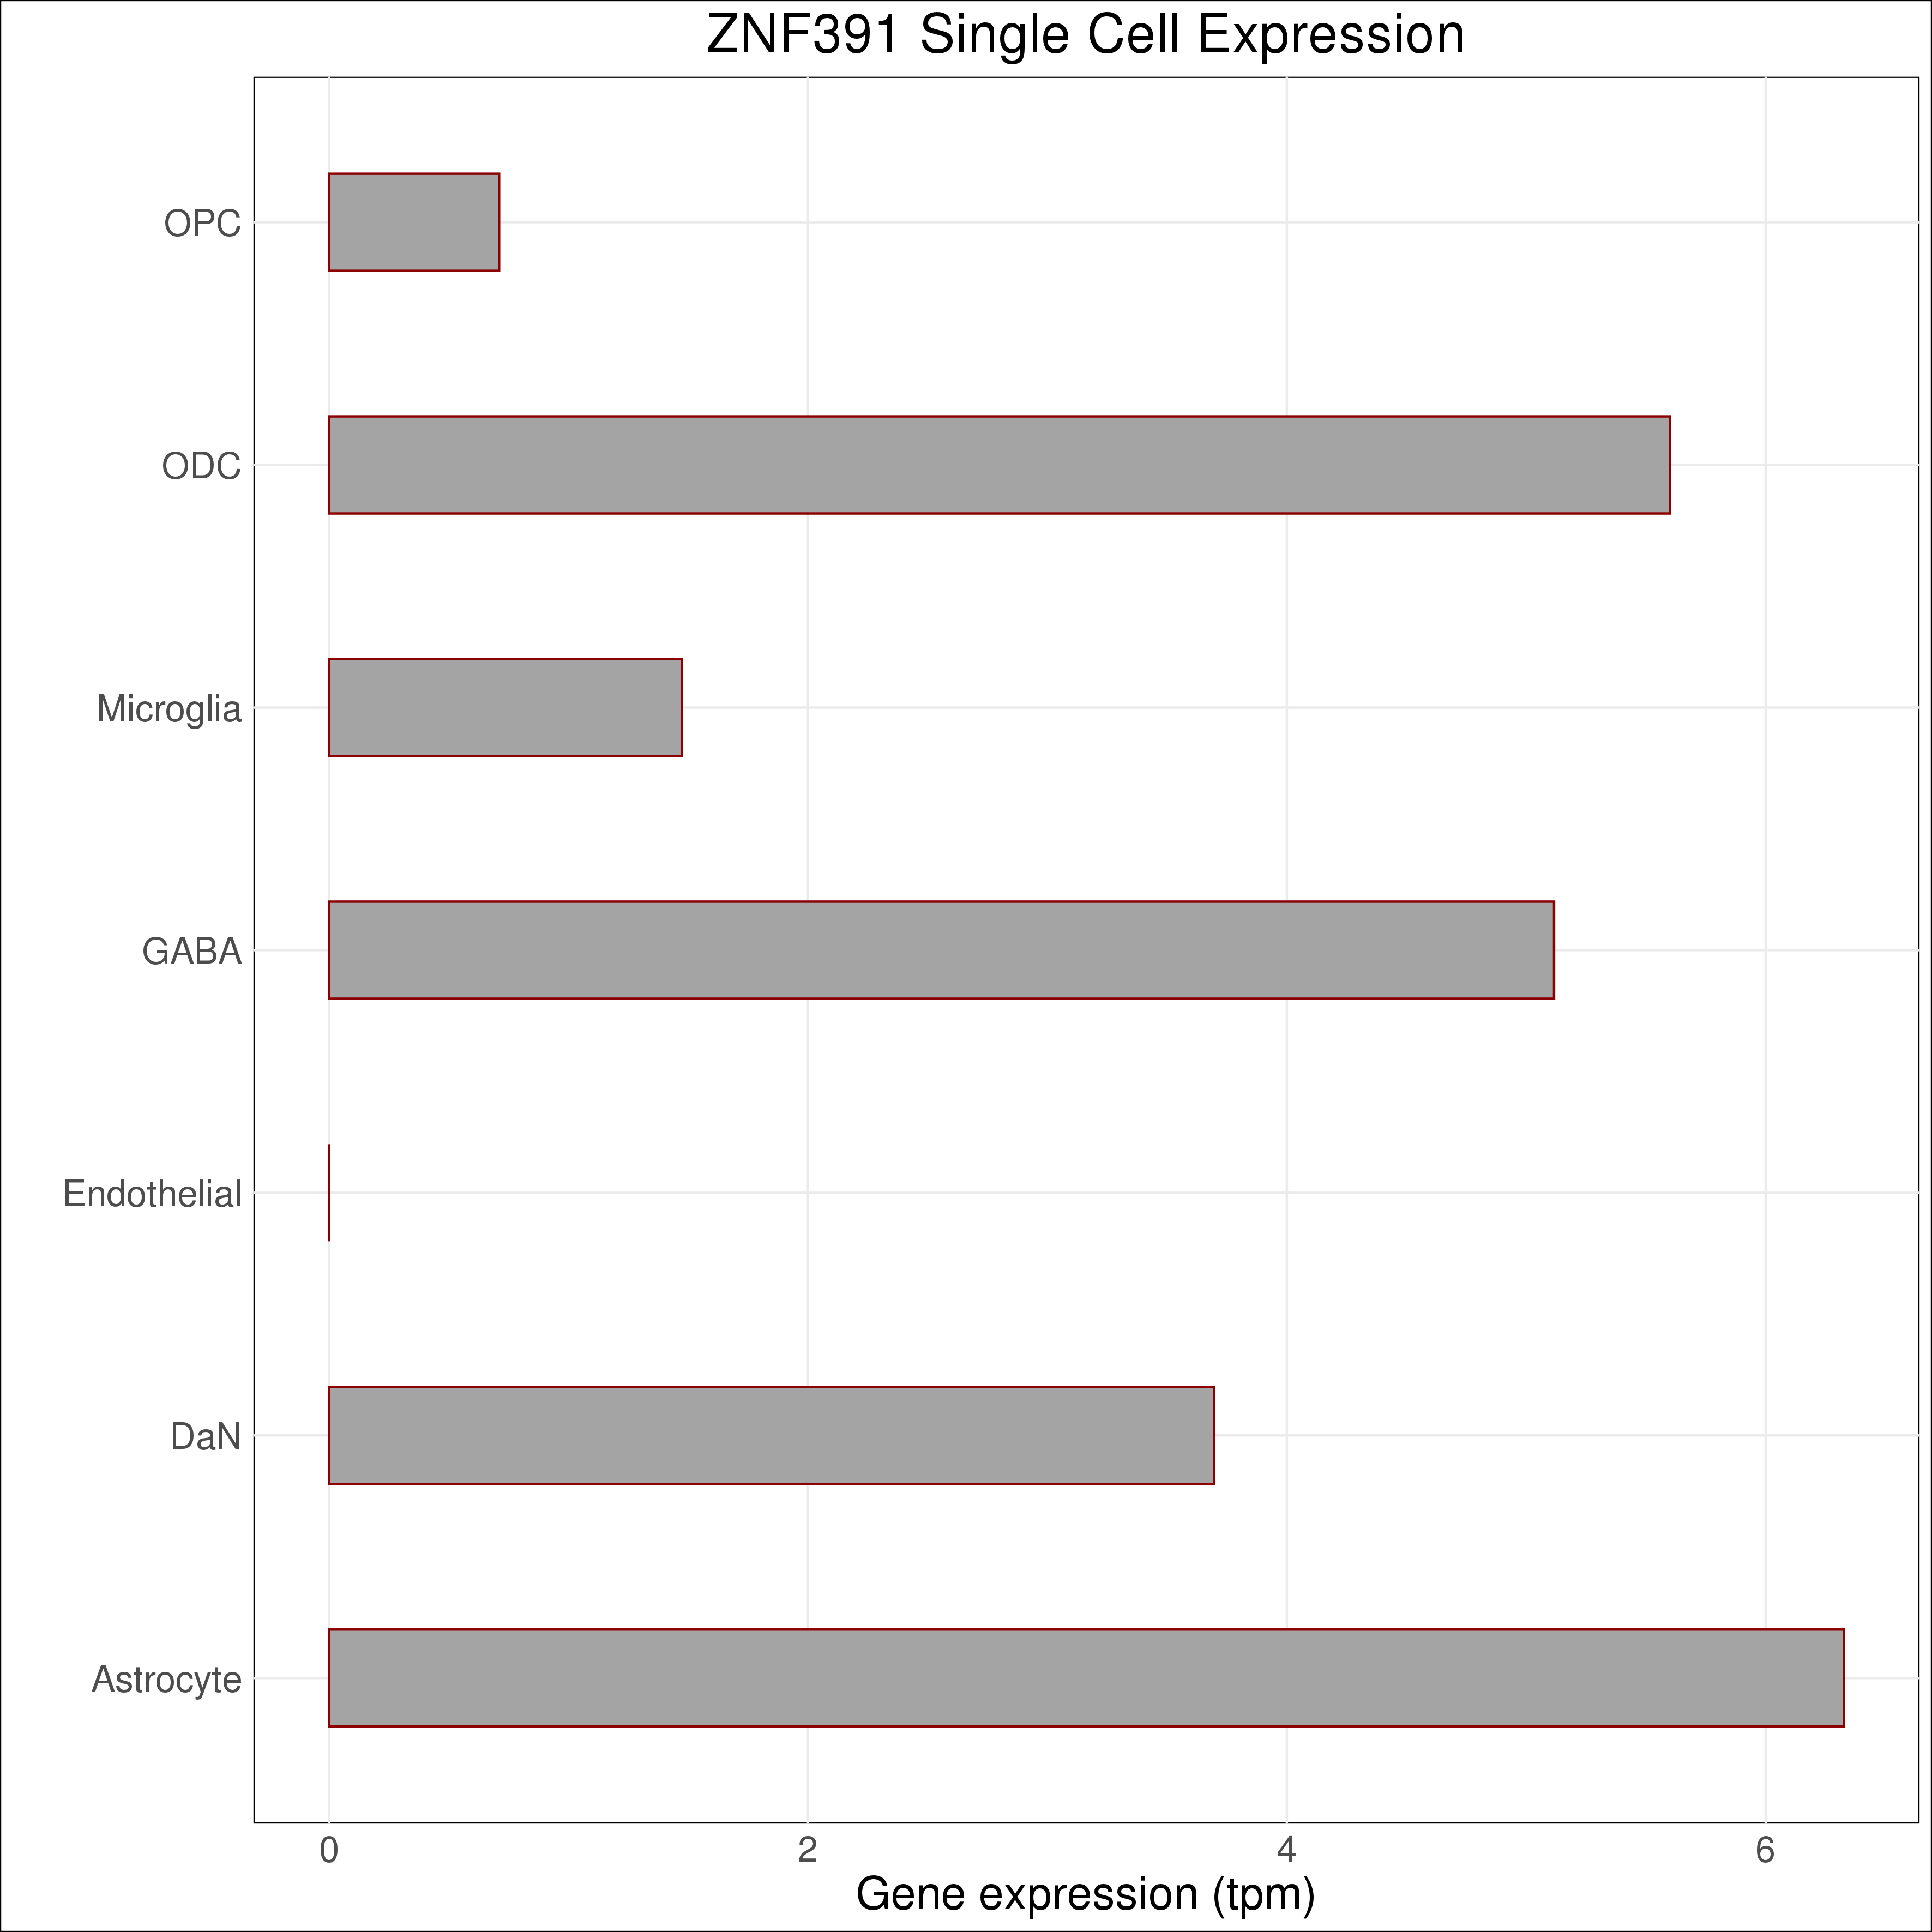 ZNF391 Single Cell Expression
OPC
ODC
Microglia
GABA
Endothelial
DaN
Astrocyte
0 2 4 6
Gene expression (tpm)